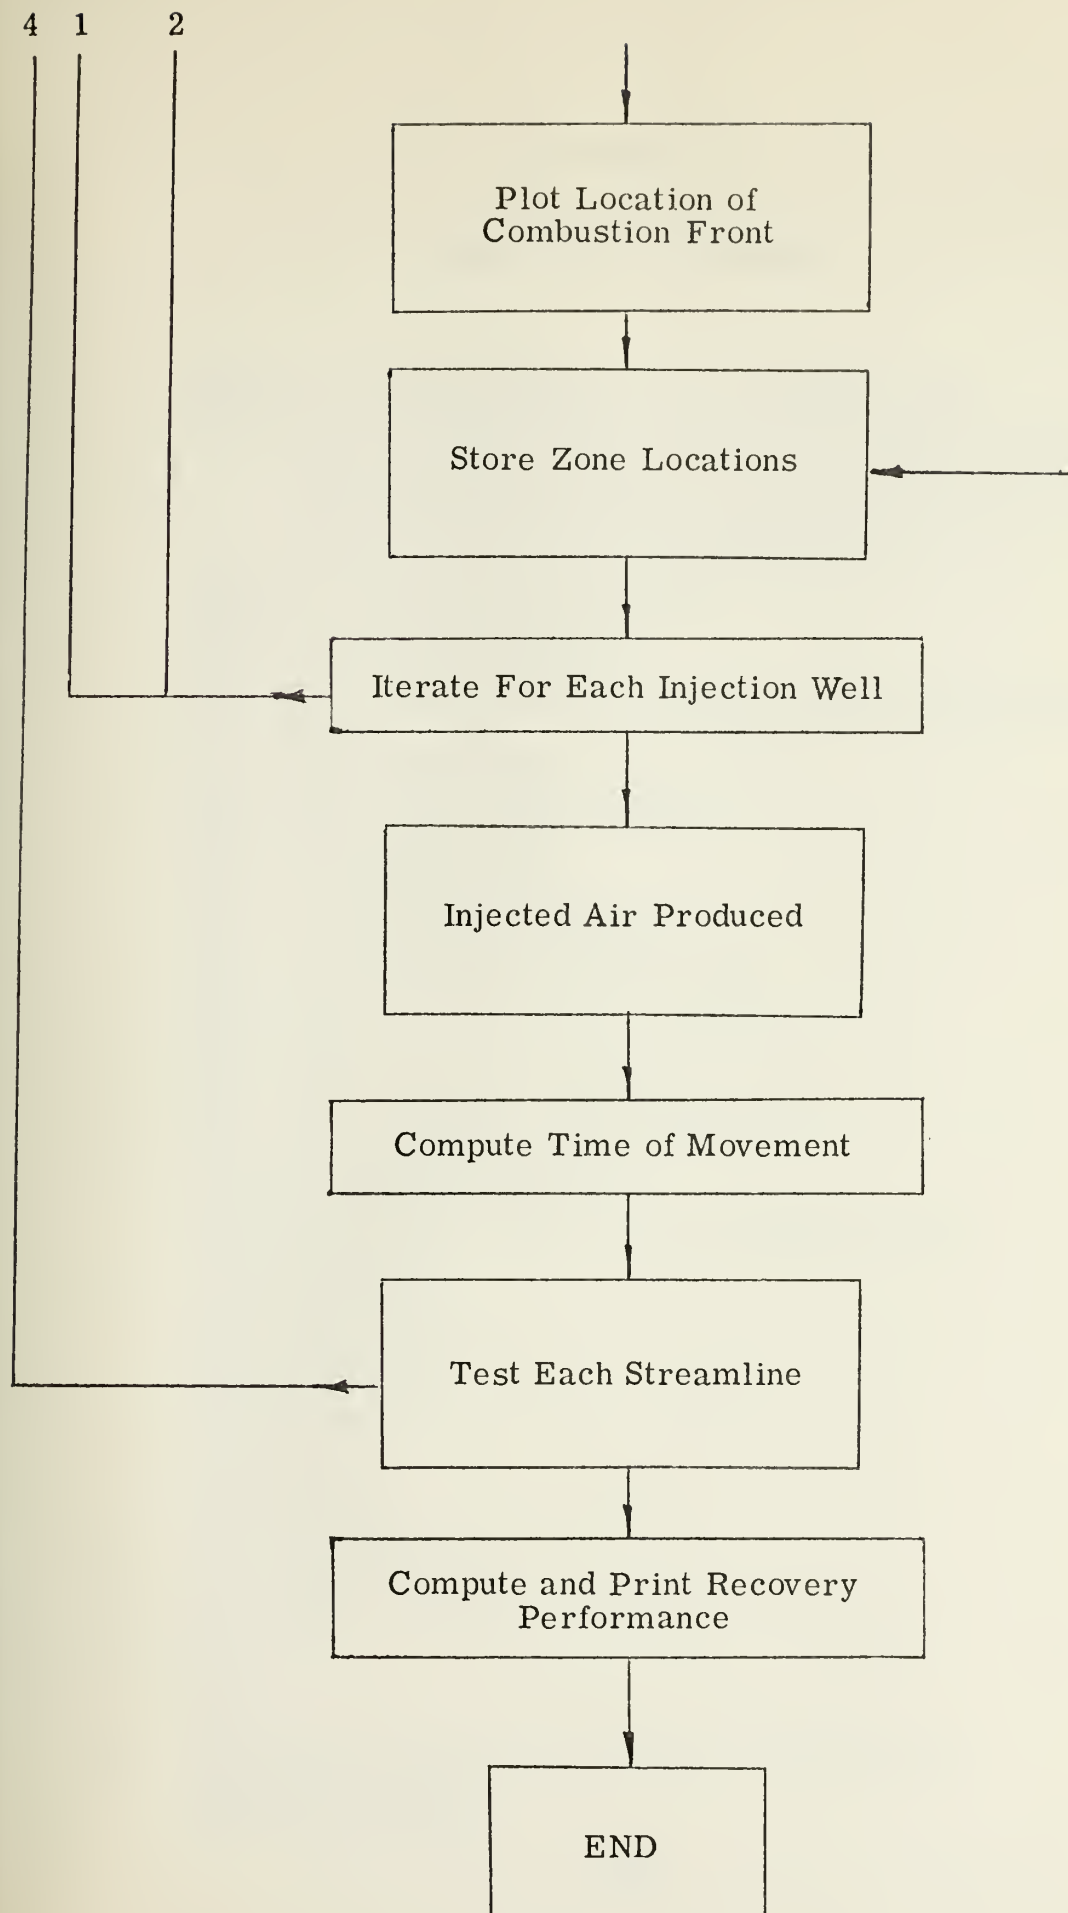 4 1 2
Plot Location of
Combustion Front
Store Zone Locations
Iterate For Each Injection Well
Injected Air Produced
Compute Time of Movement
Test Each Streamline
Compute and Print Recovery
Performance
END